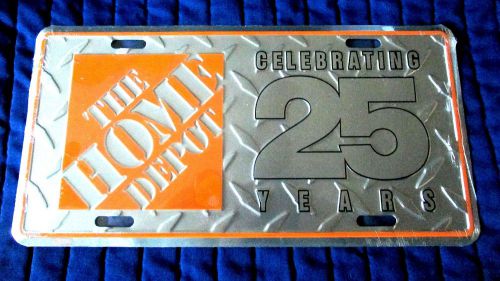 THE
HOME
DEPOT
CELEBRATING
25
YEARS